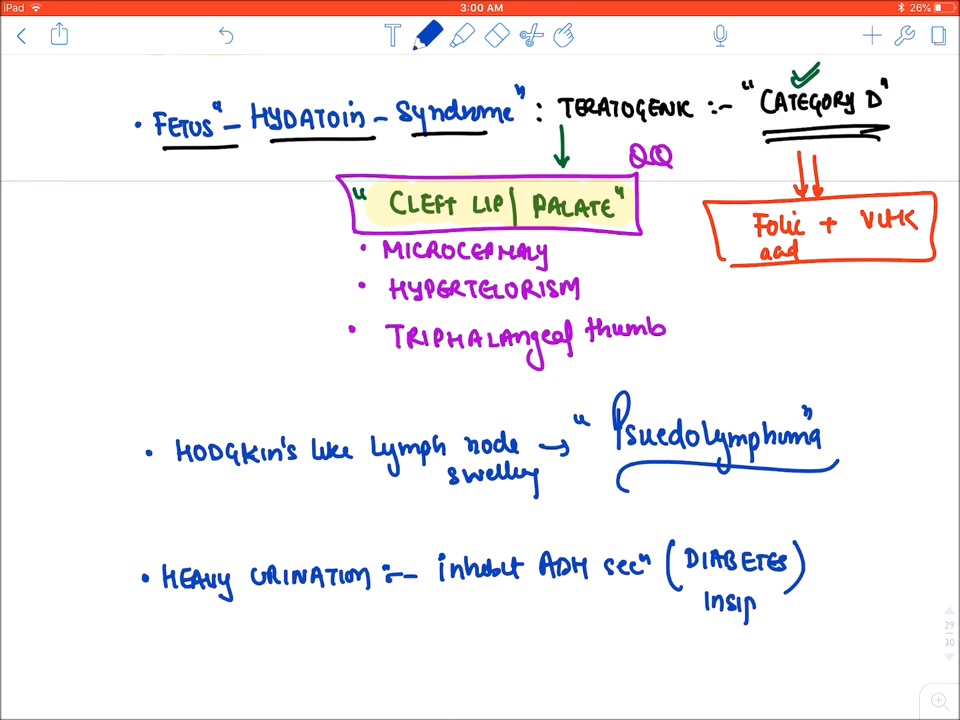 iPad 3:00 AM 26%
T
• FETUS" - HYDATOIN - Syndrome" : TERATOGENIC :- "CATEGORY D"
QQ
" CLEFT LIP | PALATE"
Folic + VitK
acid
• MICROCEPHALY
• HYPERTELORISM
• TRIPHALANgeal thumb
• HODGKIN'S like Lymph node → " Psuedolymphoma"
swelling
• HEAVY URINATION :- inhibit ADH secⁿ (DIABETES)
Insip
29
30